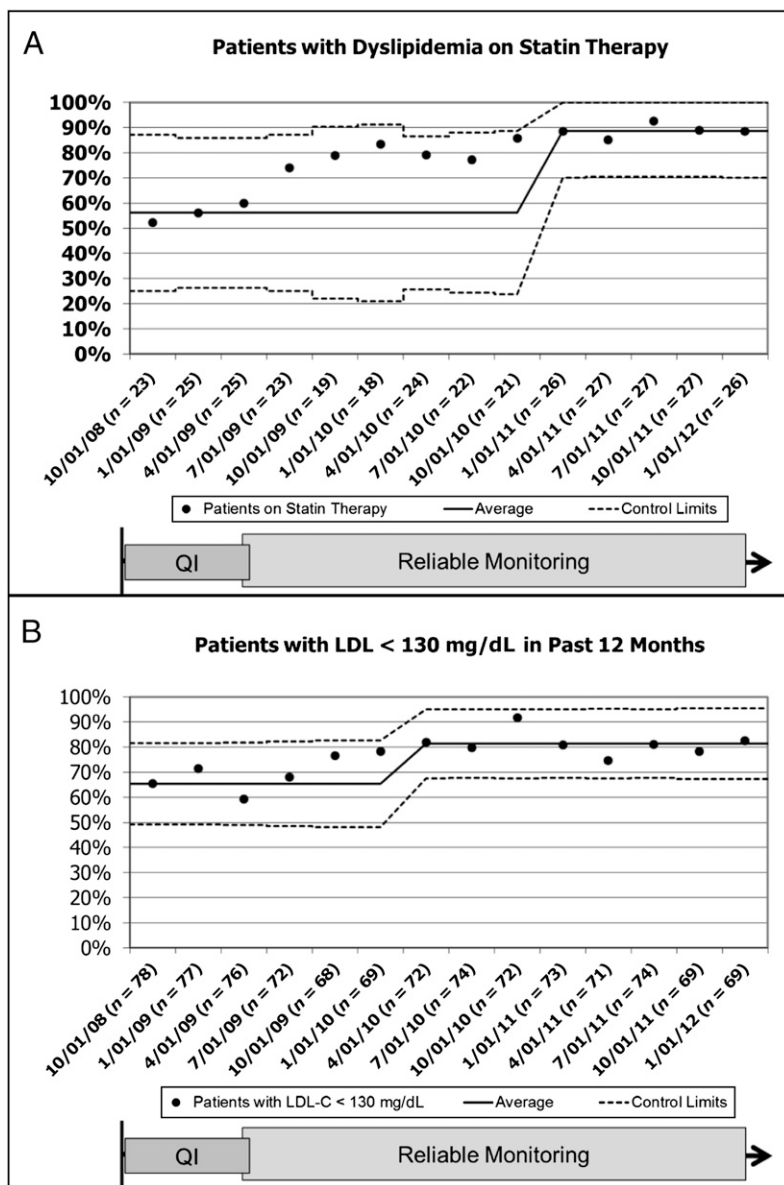 A
Patients with Dyslipidemia on Statin Therapy
100%
90%
80%
70%
60%
50%
40%
30%
20%
10%
0%
10/01/08 (n = 23)
1/01/09 (n = 25)
4/01/09 (n = 25)
7/01/09 (n = 23)
10/01/09 (n = 19)
1/01/10 (n = 18)
4/01/10 (n = 24)
7/01/10 (n = 22)
10/01/10 (n = 21)
1/01/11 (n = 26)
4/01/11 (n = 27)
7/01/11 (n = 27)
10/01/11 (n = 27)
1/01/12 (n = 26)
Patients on Statin Therapy Average Control Limits
QI Reliable Monitoring
B
Patients with LDL < 130 mg/dL in Past 12 Months
100%
90%
80%
70%
60%
50%
40%
30%
20%
10%
0%
10/01/08 (n = 78)
1/01/09 (n = 77)
4/01/09 (n = 76)
7/01/09 (n = 72)
10/01/09 (n = 68)
1/01/10 (n = 69)
4/01/10 (n = 72)
7/01/10 (n = 74)
10/01/10 (n = 72)
1/01/11 (n = 73)
4/01/11 (n = 71)
7/01/11 (n = 74)
10/01/11 (n = 69)
1/01/12 (n = 69)
Patients with LDL-C < 130 mg/dL Average Control Limits
QI Reliable Monitoring